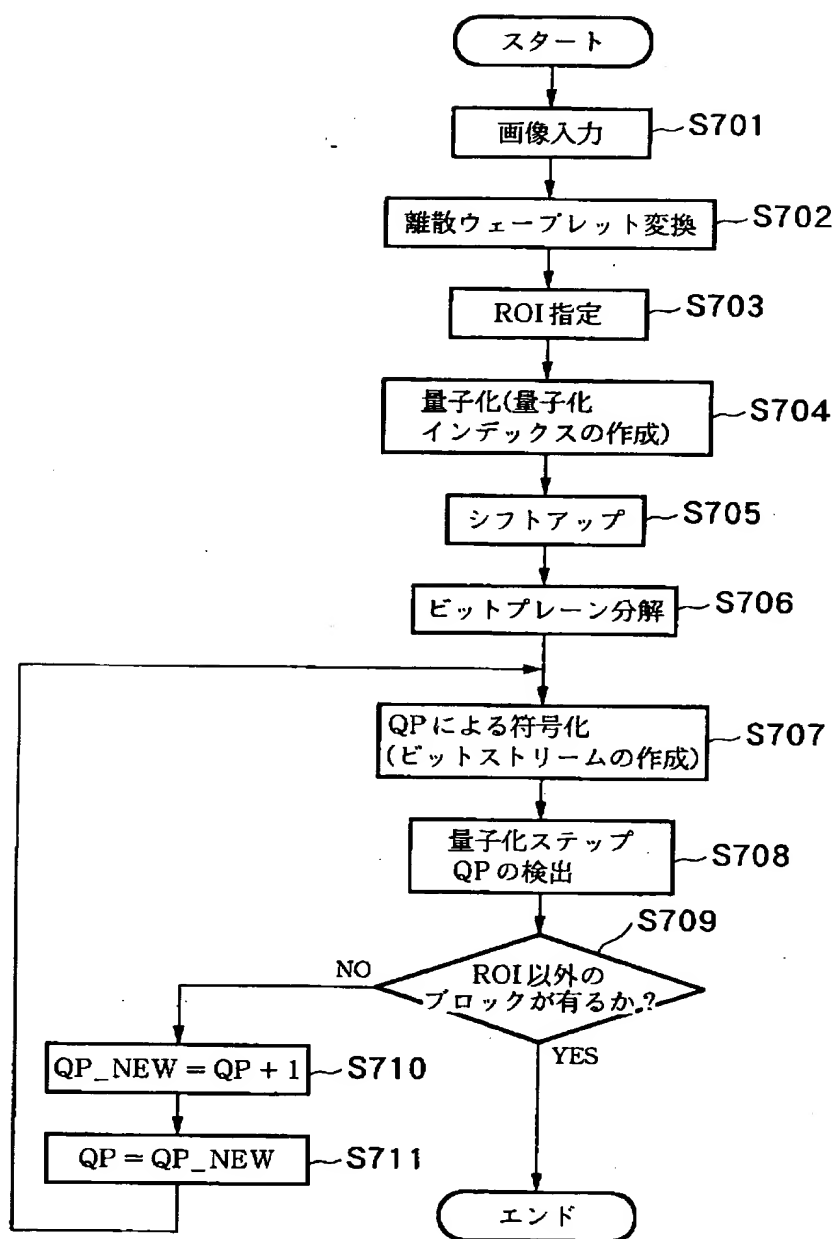 スタート
画像入力
S701
離散ウェーブレット変換
S702
ROI指定
S703
量子化(量子化
インデックスの作成)
S704
シフトアップ
S705
ビットプレーン分解
S706
QPによる符号化
(ビットストリームの作成)
S707
量子化ステップ
QPの検出
S708
S709
ROI以外の
ブロックが有るか?
NO
YES
QP_NEW = QP + 1
S710
QP = QP_NEW
S711
エンド